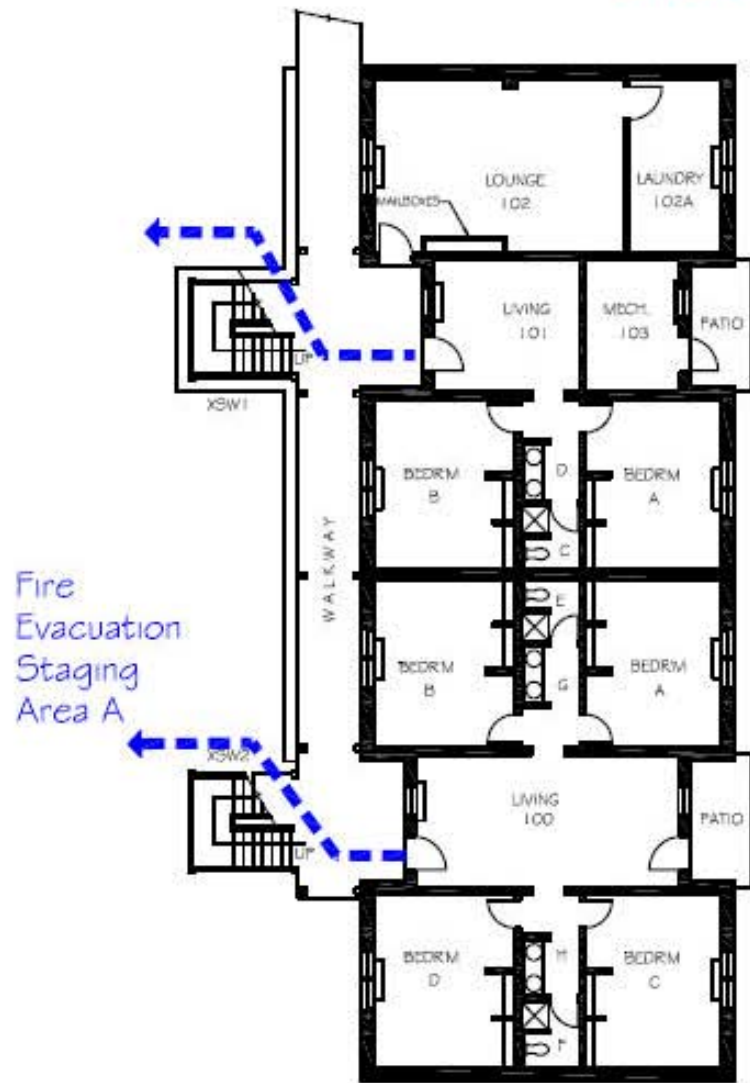 LOUNGE
102
LAUNDRY
102A
MAILBOXES
LIVING
101
MECH.
103
PATIO
UP
XSW1
BEDRM
B
D
BEDRM
A
C
WALKWAY
Fire
Evacuation
Staging
Area A
E
BEDRM
B
G
BEDRM
A
XSW2
LIVING
100
PATIO
UP
BEDRM
D
H
BEDRM
C
F